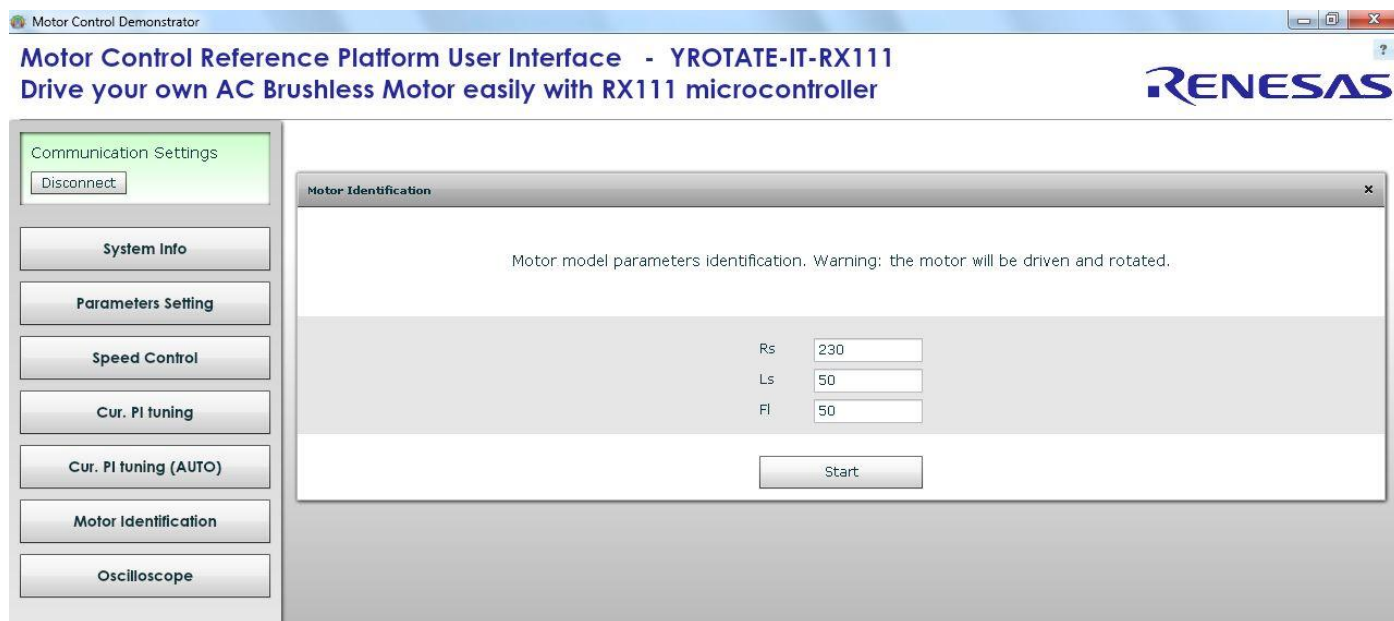 Motor Control Demonstrator
Motor Control Reference Platform User Interface - YROTATE-IT-RX111
Drive your own AC Brushless Motor easily with RX111 microcontroller
?
RENESAS
Communication Settings
Disconnect
System Info
Parameters Setting
Speed Control
Cur. PI tuning
Cur. PI tuning (AUTO)
Motor Identification
Oscilloscope
Motor Identification
x
Motor model parameters identification. Warning: the motor will be driven and rotated.
Rs 230
Ls 50
Fl 50
Start